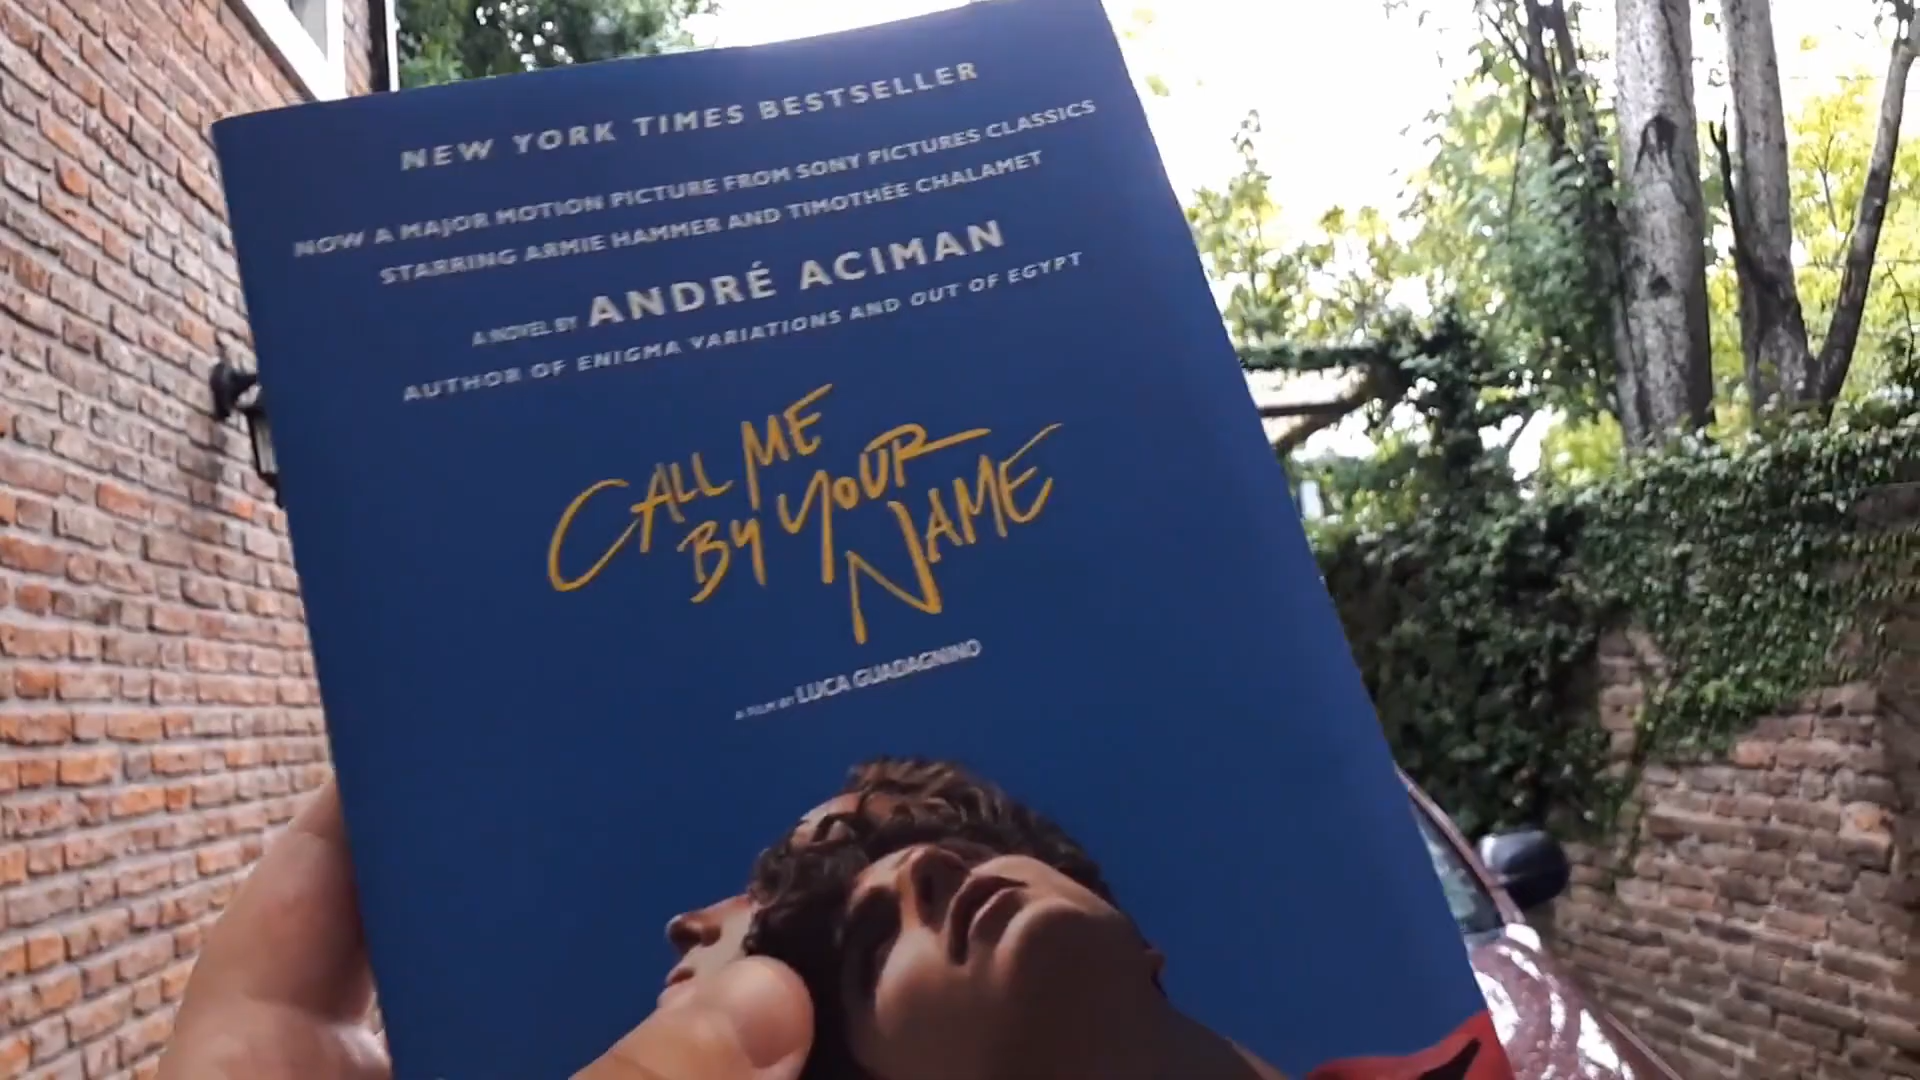 NEW YORK TIMES BESTSELLER
NOW A MAJOR MOTION PICTURE FROM SONY PICTURES CLASSICS
STARRING ARMIE HAMMER AND TIMOTHÉE CHALAMET
A NOVEL BY ANDRÉ ACIMAN
AUTHOR OF ENIGMA VARIATIONS AND OUT OF EGYPT
CALL ME
BY YOUR
NAME
A FILM BY LUCA GUADAGNINO